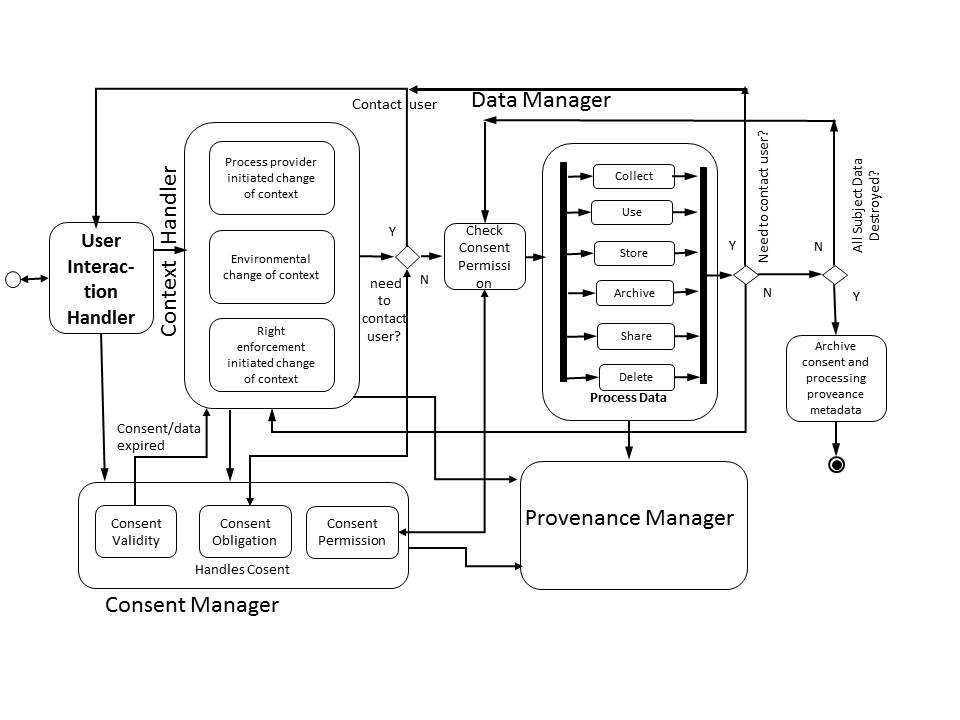 Contact user
Data Manager
Context Handler
Process provider
initiated change
of context
Environmental
change of context
Right
enforcement
initiated change
of context
User
Interac-
tion
Handler
Y
N
need
to
contact
user?
Check
Consent
Permissi
on
Collect
Use
Store
Archive
Share
Delete
Process Data
Need to contact user?
Y
N
All Subject Data
Destroyed?
N
Y
Archive
consent and
processing
proveance
metadata
Consent/data
expired
Consent
Validity
Consent
Obligation
Consent
Permission
Handles Cosent
Consent Manager
Provenance Manager